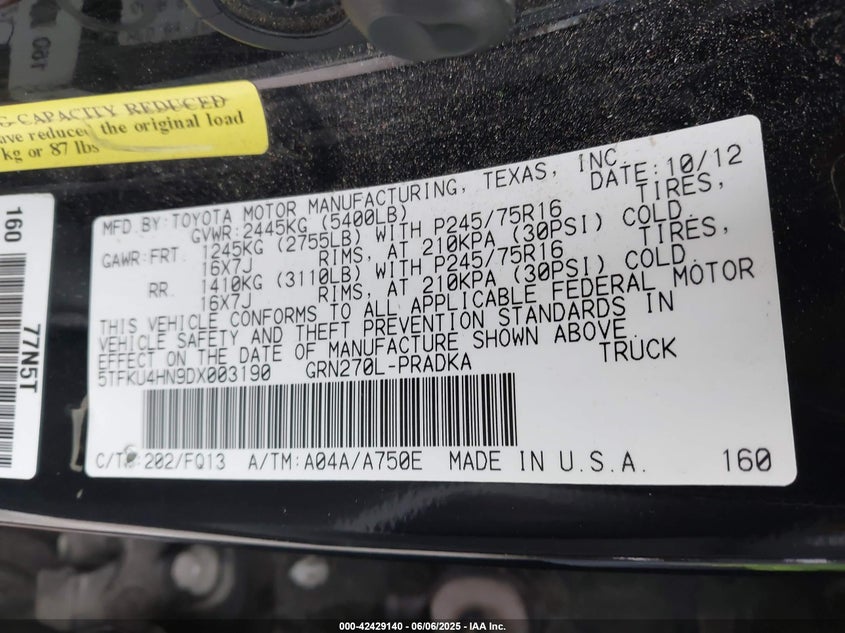 G-CAPACITY REDUCED
ave reduced the original load
kg or 87 lbs
160
77N5T
MFD.BY:TOYOTA MOTOR MANUFACTURING, TEXAS, INC. DATE:10/12
GVWR:2445KG (5400LB)
GAWR:FRT. 1245KG (2755LB) WITH P245/75R16 TIRES,
16X7J RIMS, AT 210KPA (30PSI) COLD.
RR. 1410KG (3110LB) WITH P245/75R16 TIRES,
16X7J RIMS, AT 210KPA (30PSI) COLD.
THIS VEHICLE CONFORMS TO ALL APPLICABLE FEDERAL MOTOR
VEHICLE SAFETY AND THEFT PREVENTION STANDARDS IN
EFFECT ON THE DATE OF MANUFACTURE SHOWN ABOVE.
5TFKU4HN9DX003190 GRN270L-PRADKA TRUCK
C/TR:202/FQ13 A/TM:A04A/A750E MADE IN U.S.A. 160
000-42429140 - 06/06/2025 - IAA Inc.